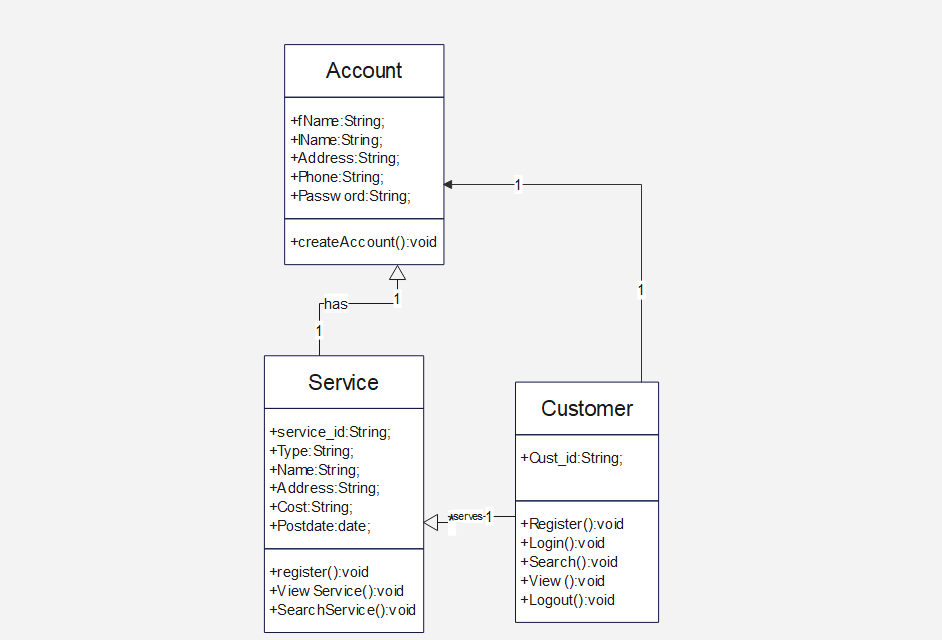 Account
+fName:String;
+lName:String;
+Address:String;
+Phone:String;
+Password:String;
+createAccount():void
1
1
has
1
1
Service
+service_id:String;
+Type:String;
+Name:String;
+Address:String;
+Cost:String;
+Postdate:date;
+register():void
+View Service():void
+SearchService():void
*serves-1
Customer
+Cust_id:String;
+Register():void
+Login():void
+Search():void
+View ():void
+Logout():void